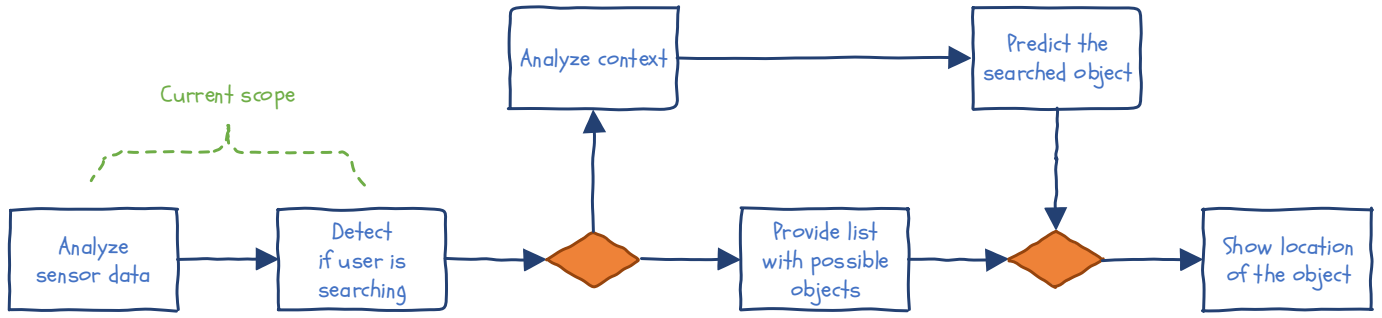 Analyze context
Predict the
searched object
Current scope
Analyze
sensor data
Detect
if user is
searching
Provide list
with possible
objects
Show location
of the object